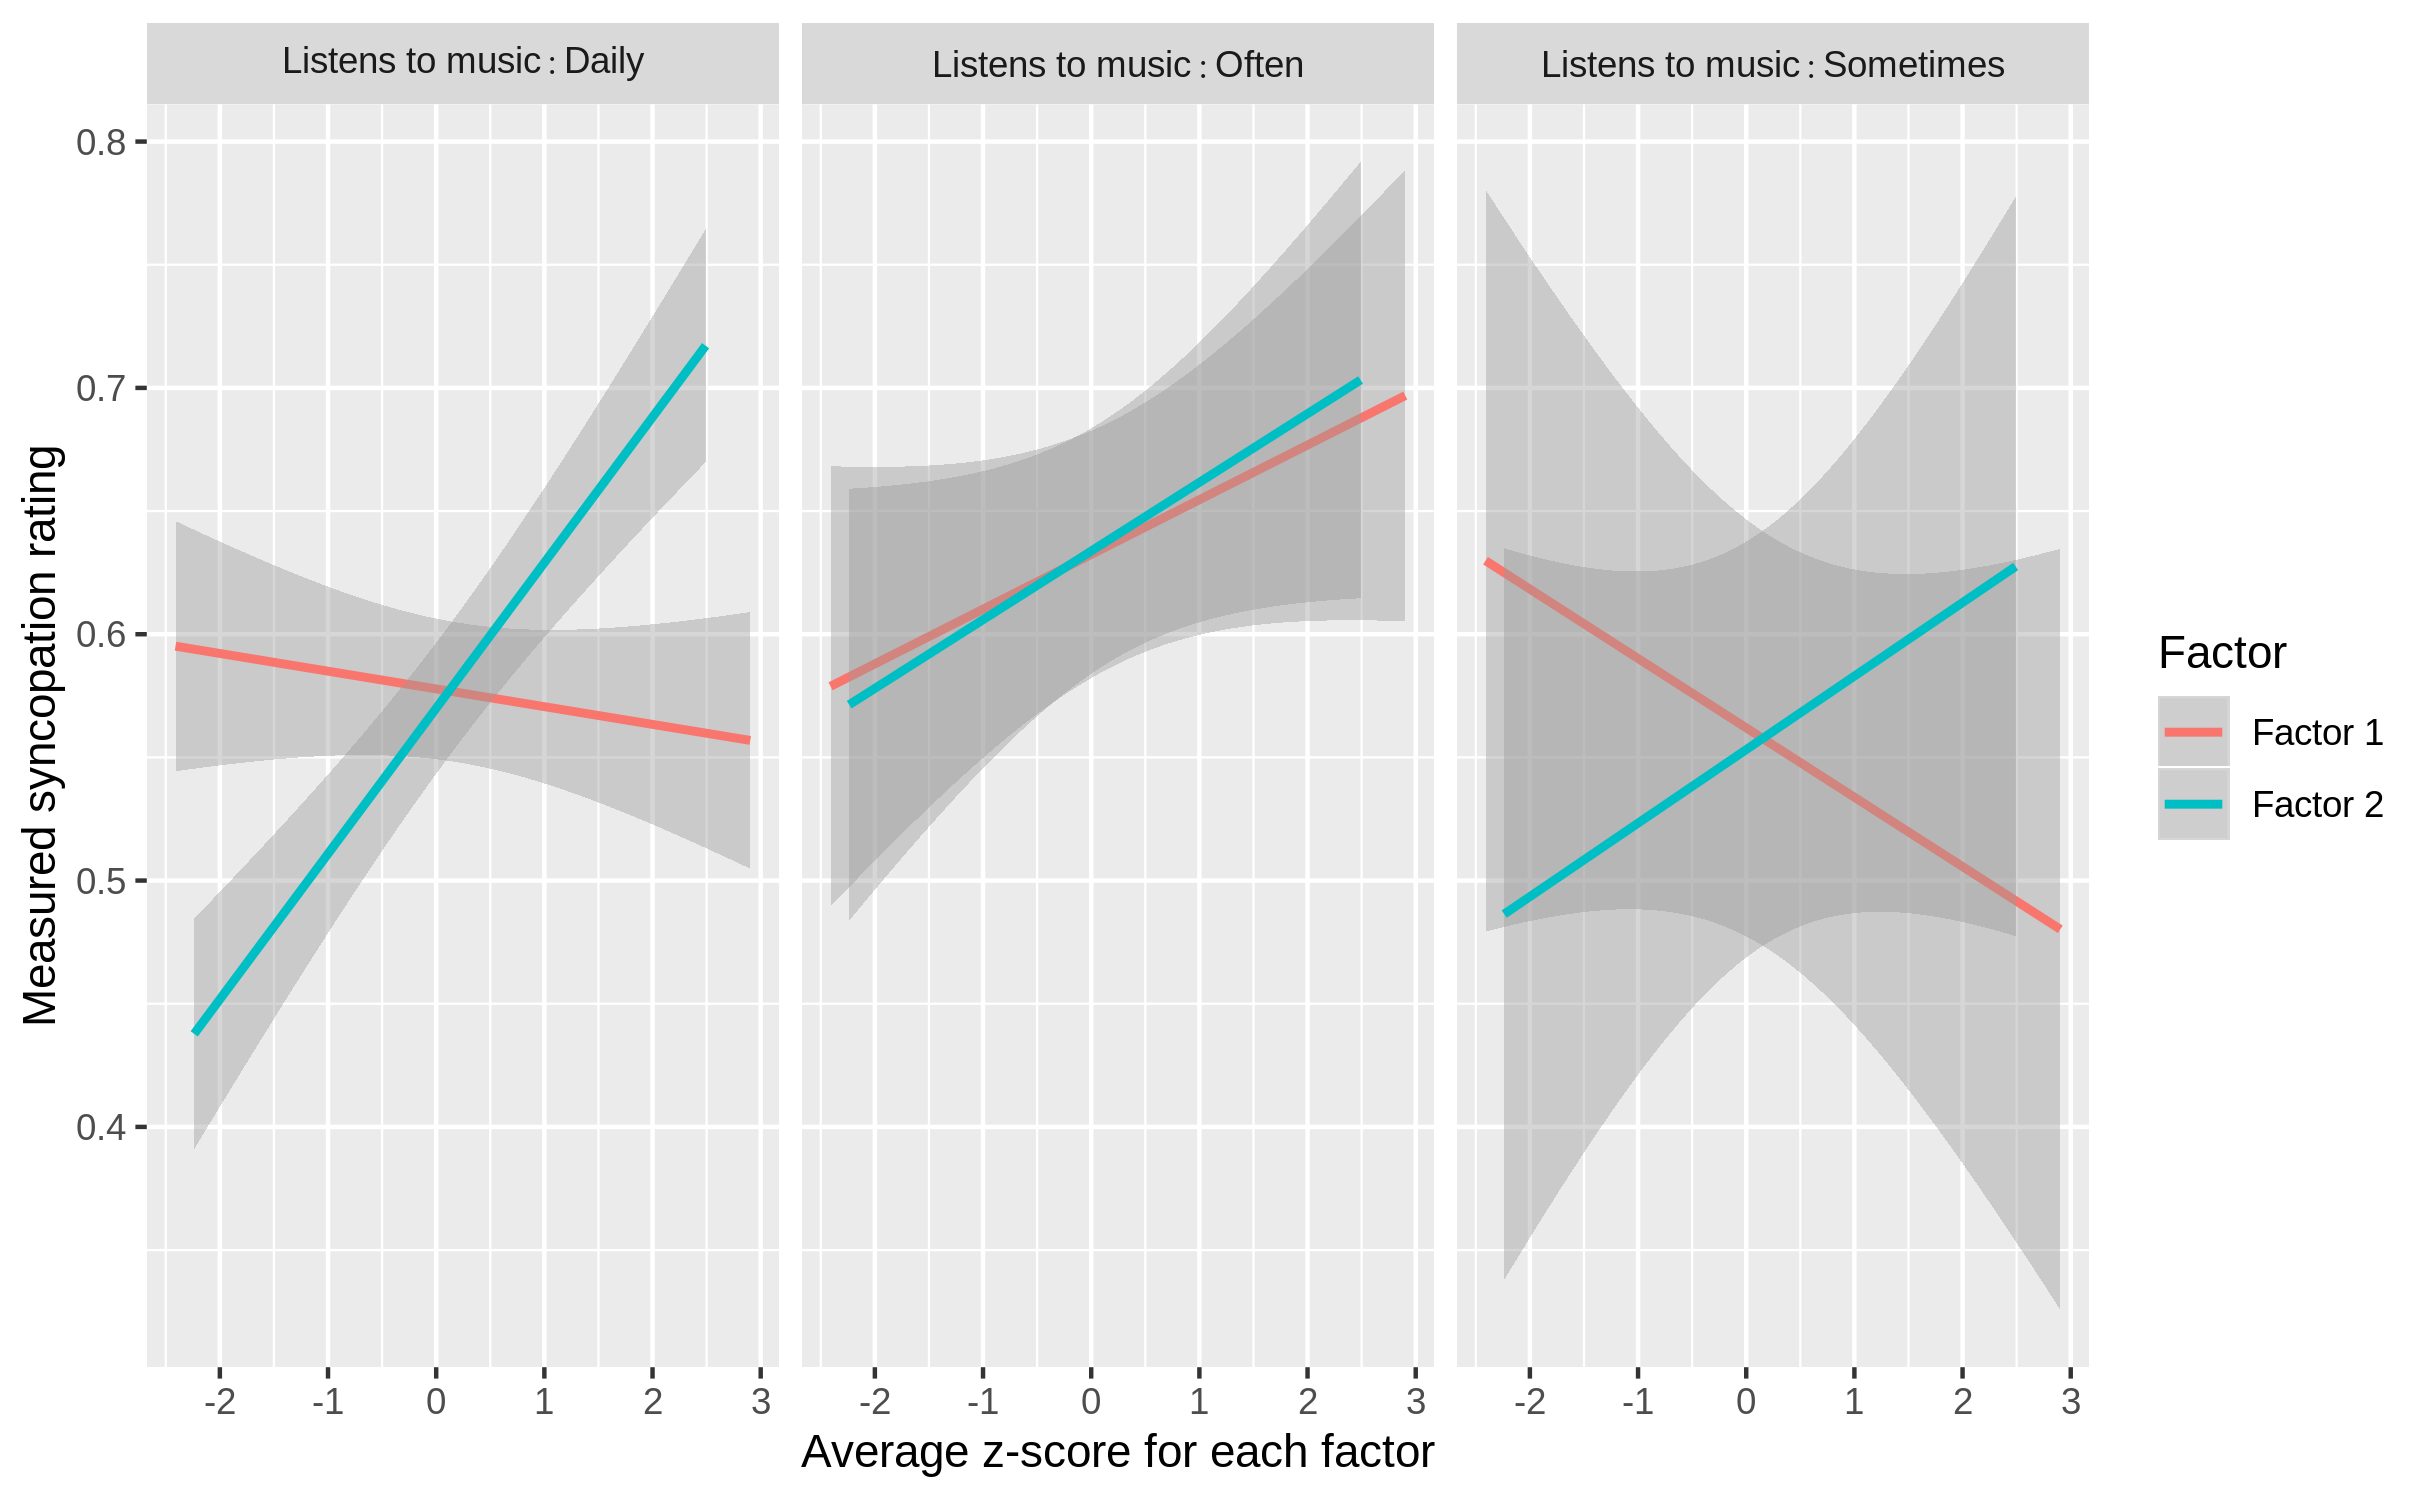 Listens to music : Daily
Listens to music : Often
Listens to music : Sometimes
0.8
0.7
0.6
0.5
0.4
Measured syncopation rating
-2 -1 0 1 2 3
-2 -1 0 1 2 3
-2 -1 0 1 2 3
Average z-score for each factor
Factor
Factor 1
Factor 2